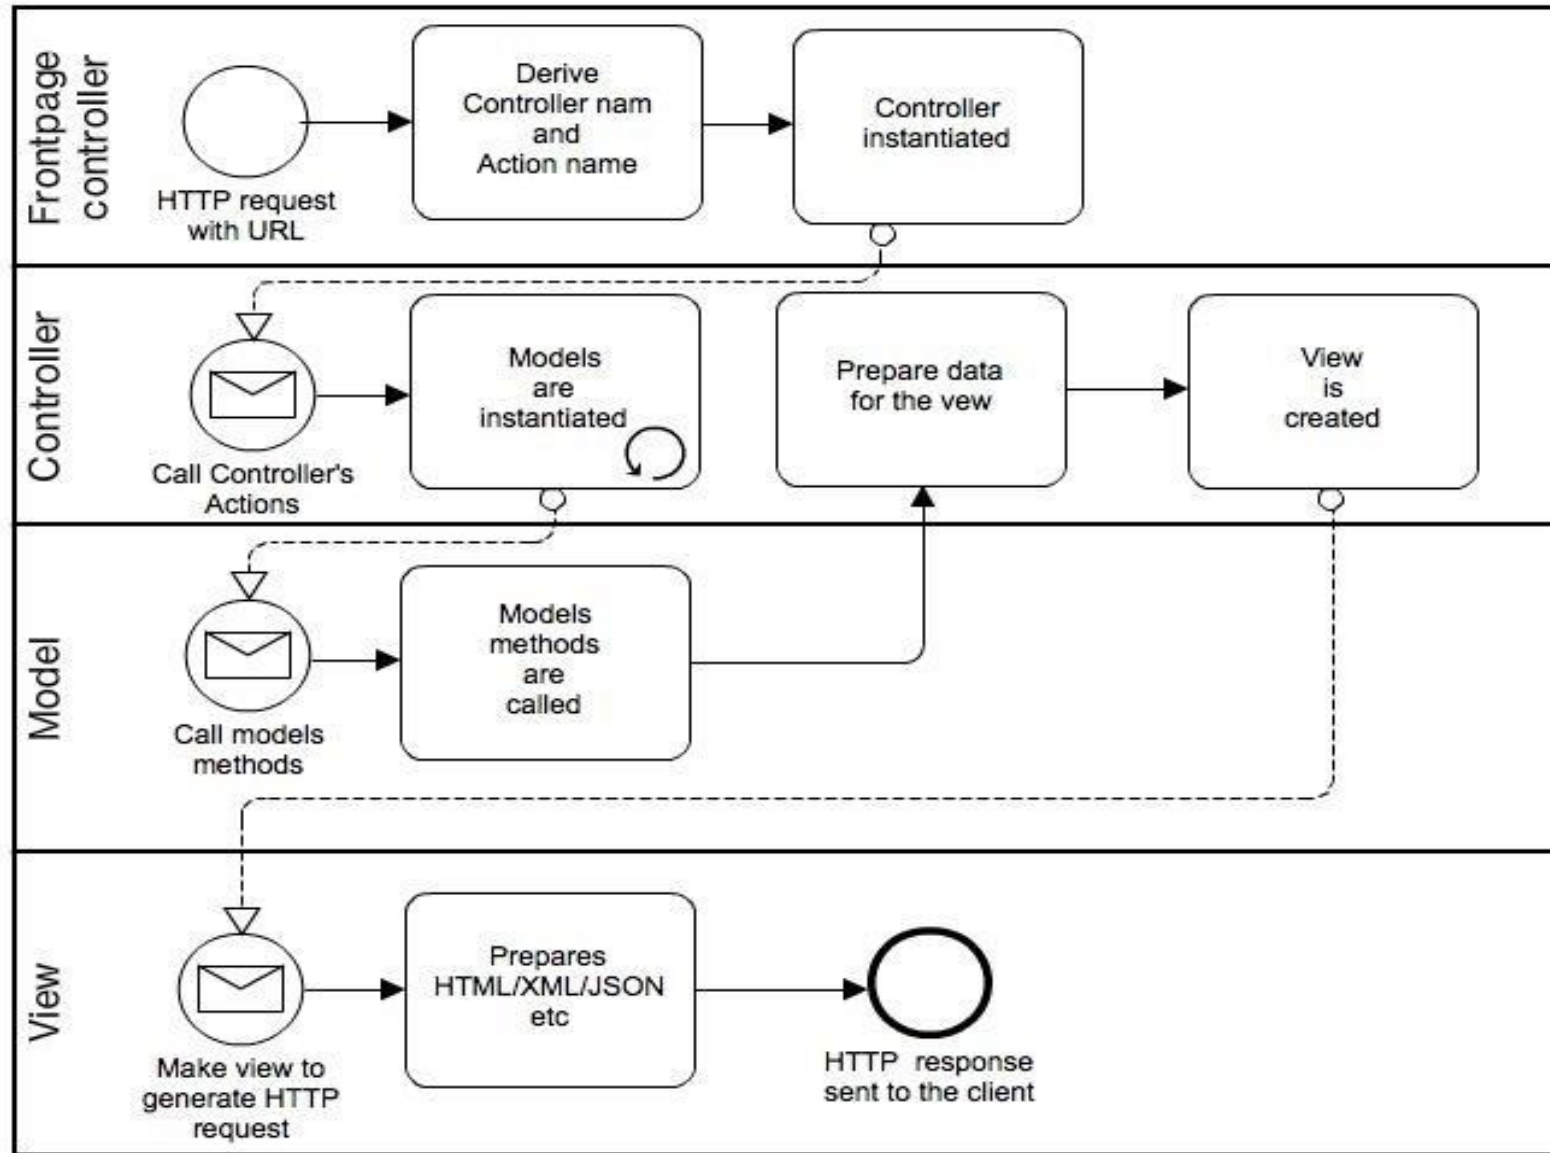 Frontpage
controller
HTTP request
with URL
Derive
Controller nam
and
Action name
Controller
instantiated
Controller
Call Controller's
Actions
Models
are
instantiated
Prepare data
for the vew
View
is
created
Model
Call models
methods
Models
methods
are
called
View
Make view to
generate HTTP
request
Prepares
HTML/XML/JSON
etc
HTTP response
sent to the client